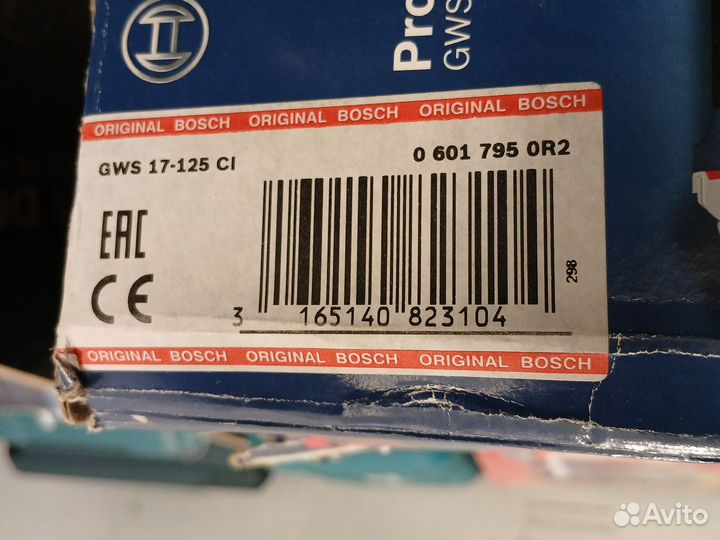 Pro
GWS
ORIGINAL BOSCH ORIGINAL BOSCH ORIGINAL BOSCH
GWS 17-125 CI
0 601 795 0R2
EAC
CE
298
3 165140 823104
ORIGINAL BOSCH ORIGINAL BOSCH ORIGINAL BOSCH
Avito